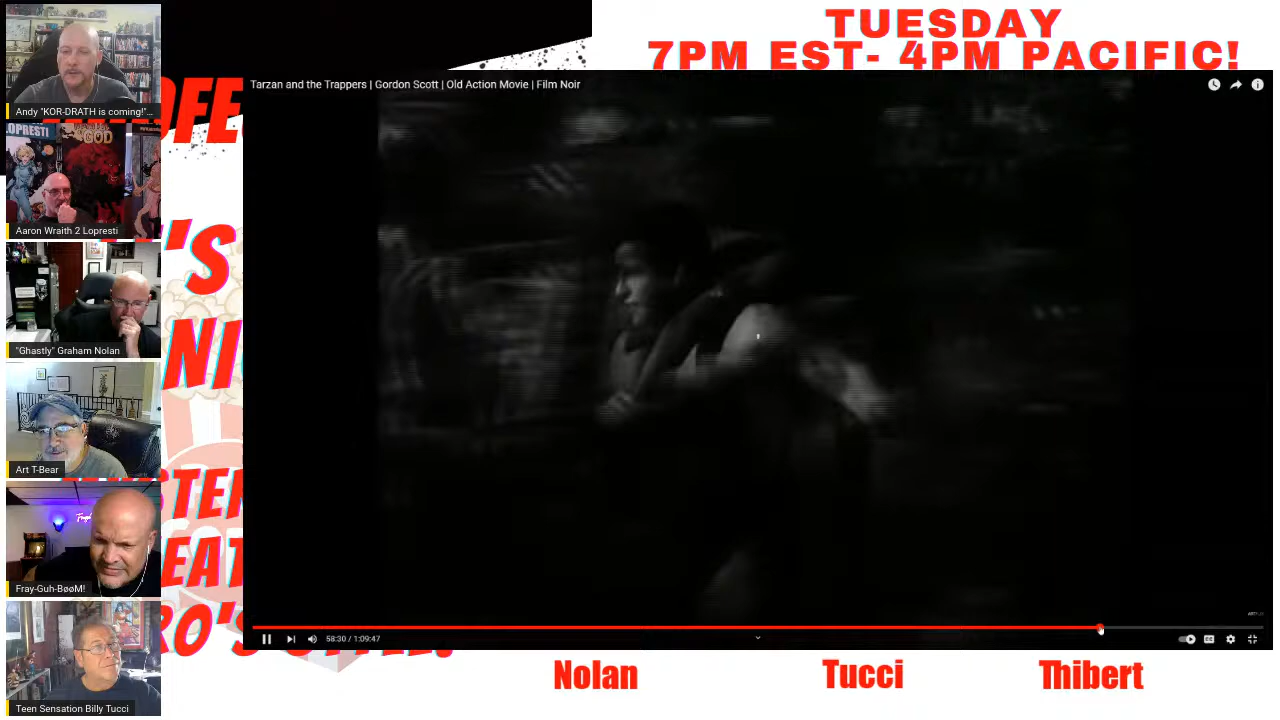 TUESDAY
7PM EST- 4PM PACIFIC!
Tarzan and the Trappers | Gordon Scott | Old Action Movie | Film Noir
Andy "KOR-DRATH is coming!"...
LOPRESTI
GOD
Aaron Wraith 2 Lopresti
"Ghastly" Graham Nolan
Art T-Bear
Fray-Guh-BøøM!
Teen Sensation Billy Tucci
'S
58:30 / 1:09:47
Nolan
Tucci
Thibert